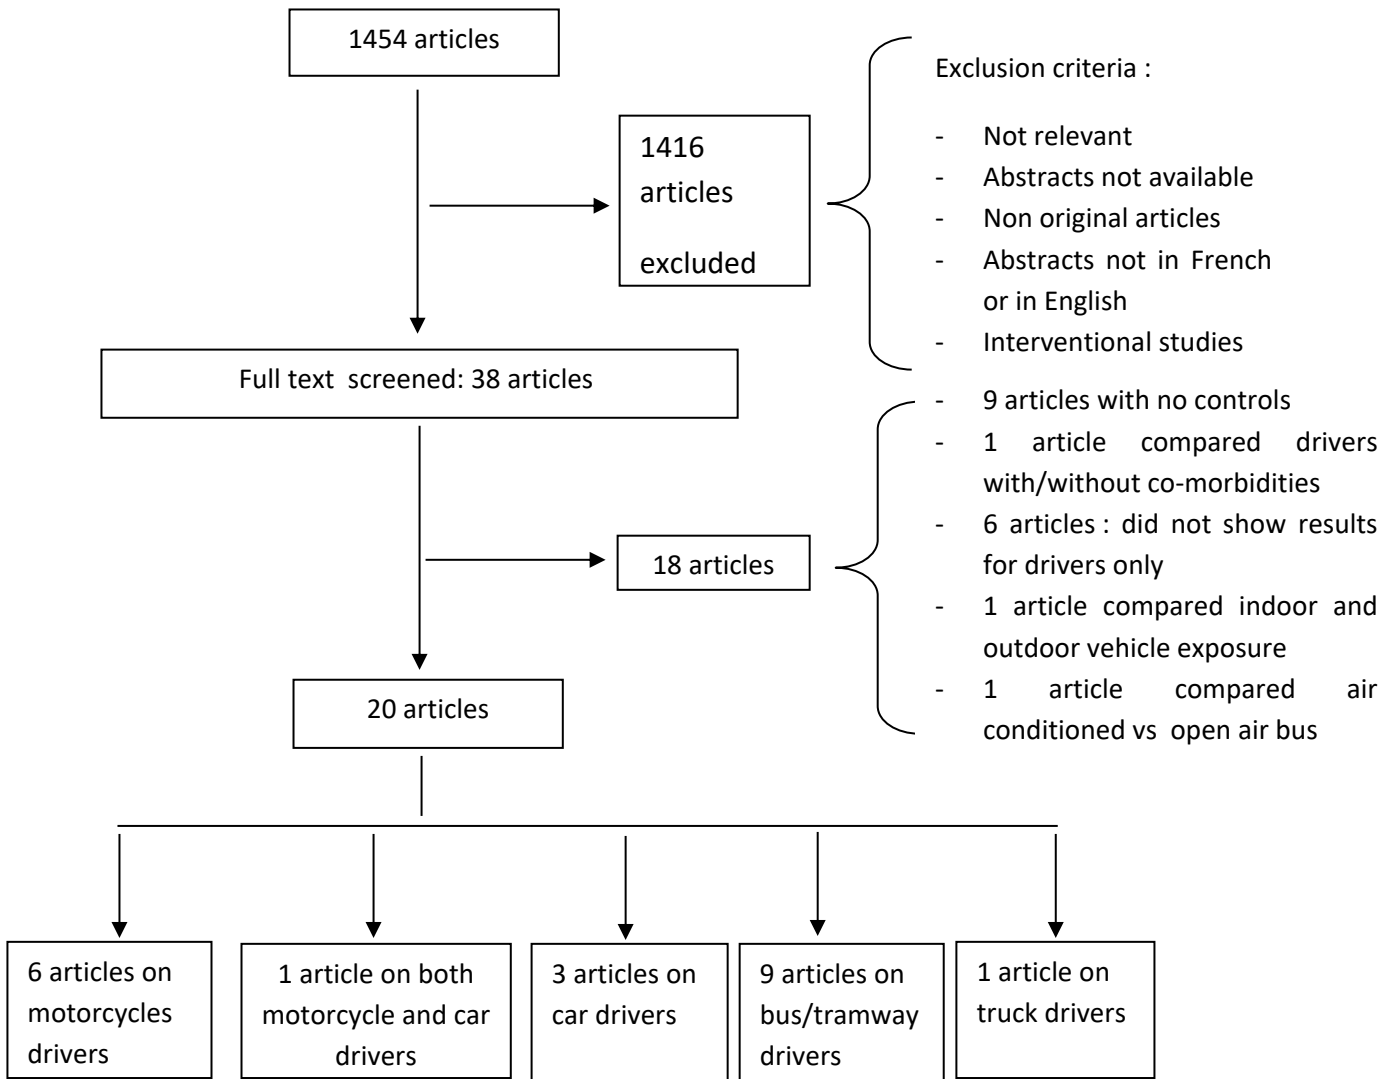 1454 articles
1416
articles
excluded
Exclusion criteria :
- Not relevant
- Abstracts not available
- Non original articles
- Abstracts not in French
or in English
- Interventional studies
Full text screened: 38 articles
18 articles
- 9 articles with no controls
- 1 article compared drivers
with/without co-morbidities
- 6 articles : did not show results
for drivers only
- 1 article compared indoor and
outdoor vehicle exposure
- 1 article compared air
conditioned vs open air bus
20 articles
6 articles on
motorcycles
drivers
1 article on both
motorcycle and car
drivers
3 articles on
car drivers
9 articles on
bus/tramway
drivers
1 article on
truck drivers